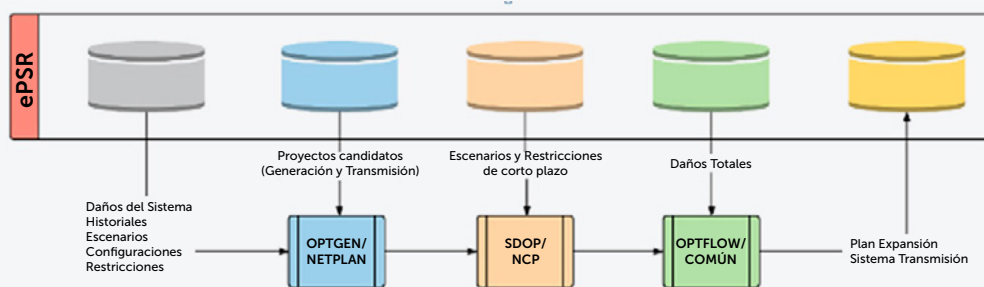 ePSR
Proyectos candidatos
(Generación y Transmisión)
Escenarios y Restricciones
de corto plazo
Daños Totales
Daños del Sistema
Historiales
Escenarios
Configuraciones
Restricciones
OPTGEN/
NETPLAN
SDOP/
NCP
OPTFLOW/
COMÚN
Plan Expansión
Sistema Transmisión